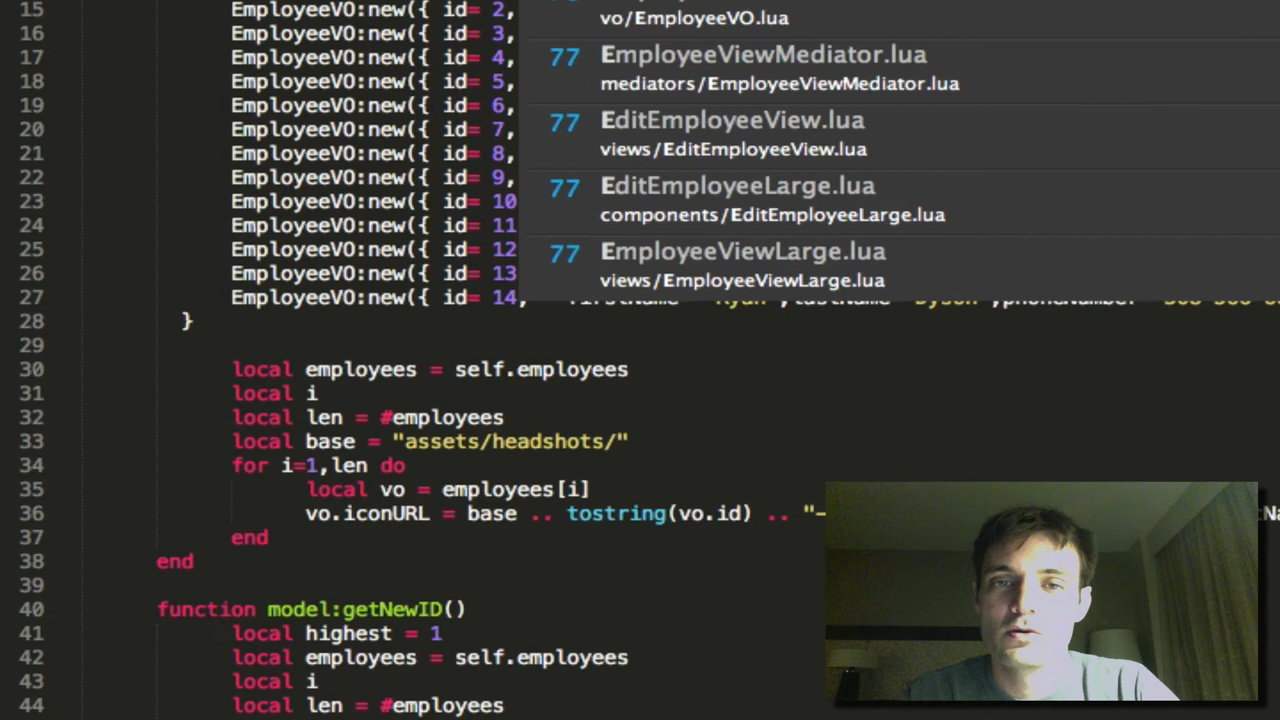 15 EmployeeVO:new({ id= 2,
16 EmployeeVO:new({ id= 3,
17 EmployeeVO:new({ id= 4,
18 EmployeeVO:new({ id= 5,
19 EmployeeVO:new({ id= 6,
20 EmployeeVO:new({ id= 7,
21 EmployeeVO:new({ id= 8,
22 EmployeeVO:new({ id= 9,
23 EmployeeVO:new({ id= 10
24 EmployeeVO:new({ id= 11
25 EmployeeVO:new({ id= 12
26 EmployeeVO:new({ id= 13
27 EmployeeVO:new({ id= 14,
28 }
29
30 local employees = self.employees
31 local i
32 local len = #employees
33 local base = "assets/headshots/"
34 for i=1,len do
35 local vo = employees[i]
36 vo.iconURL = base .. tostring(vo.id) .. "-
37 end
38 end
39
40 function model:getNewID()
41 local highest = 1
42 local employees = self.employees
43 local i
44 local len = #employees
vo/EmployeeVO.lua
77 EmployeeViewMediator.lua
mediators/EmployeeViewMediator.lua
77 EditEmployeeView.lua
views/EditEmployeeView.lua
77 EditEmployeeLarge.lua
components/EditEmployeeLarge.lua
77 EmployeeViewLarge.lua
views/EmployeeViewLarge.lua